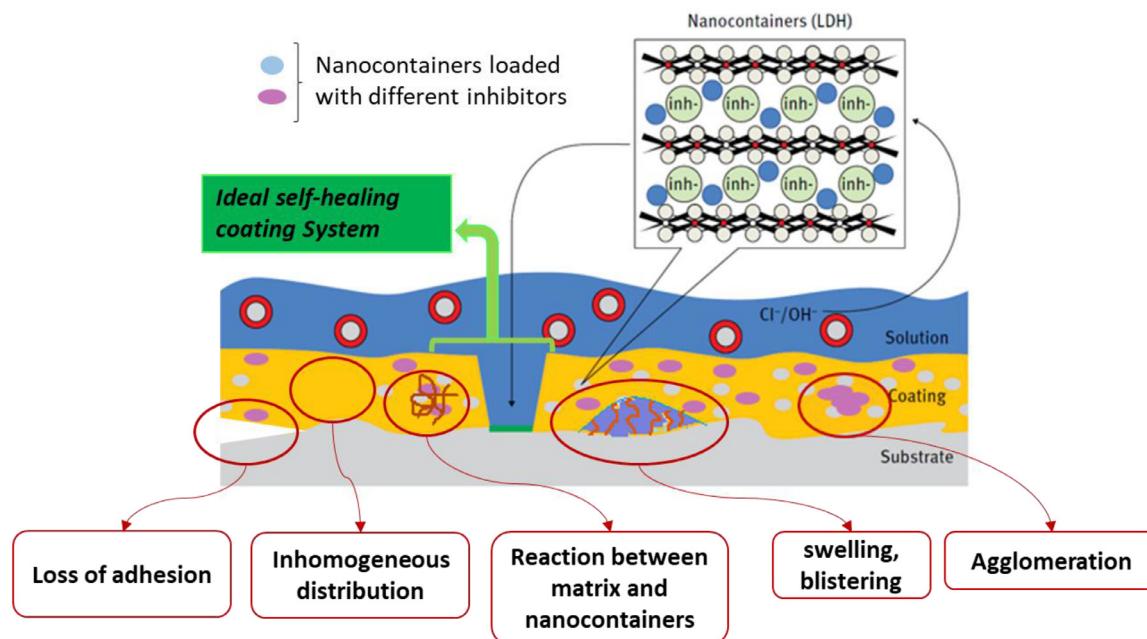 Nanocontainers (LDH)
Nanocontainers loaded
with different inhibitors
inh- inh- inh- inh-
inh- inh- inh- inh-
Ideal self-healing
coating System
Cl⁻/OH⁻
Solution
Coating
Substrate
Loss of adhesion
Inhomogeneous
distribution
Reaction between
matrix and
nanocontainers
swelling,
blistering
Agglomeration